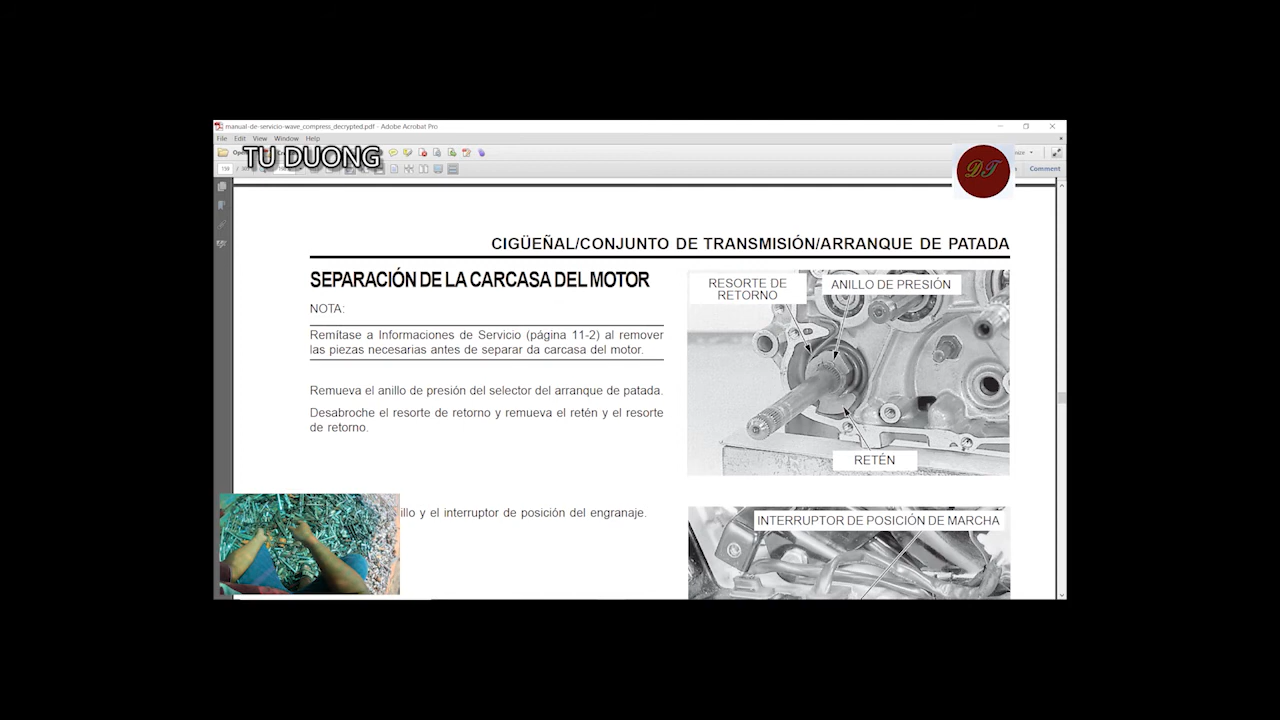 manual-de-servicio-wave_compress_decrypted.pdf - Adobe Acrobat Pro
File Edit View Window Help
TU DUONG
DT
Comment
CIGÜEÑAL/CONJUNTO DE TRANSMISIÓN/ARRANQUE DE PATADA
SEPARACIÓN DE LA CARCASA DEL MOTOR
NOTA:
Remítase a Informaciones de Servicio (página 11-2) al remover
las piezas necesarias antes de separar da carcasa del motor.
Remueva el anillo de presión del selector del arranque de patada.
Desabroche el resorte de retorno y remueva el retén y el resorte
de retorno.
RESORTE DE
RETORNO
ANILLO DE PRESIÓN
RETÉN
y el interruptor de posición del engranaje.
INTERRUPTOR DE POSICIÓN DE MARCHA